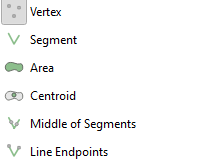 Vertex
Segment
Area
Centroid
Middle of Segments
Line Endpoints